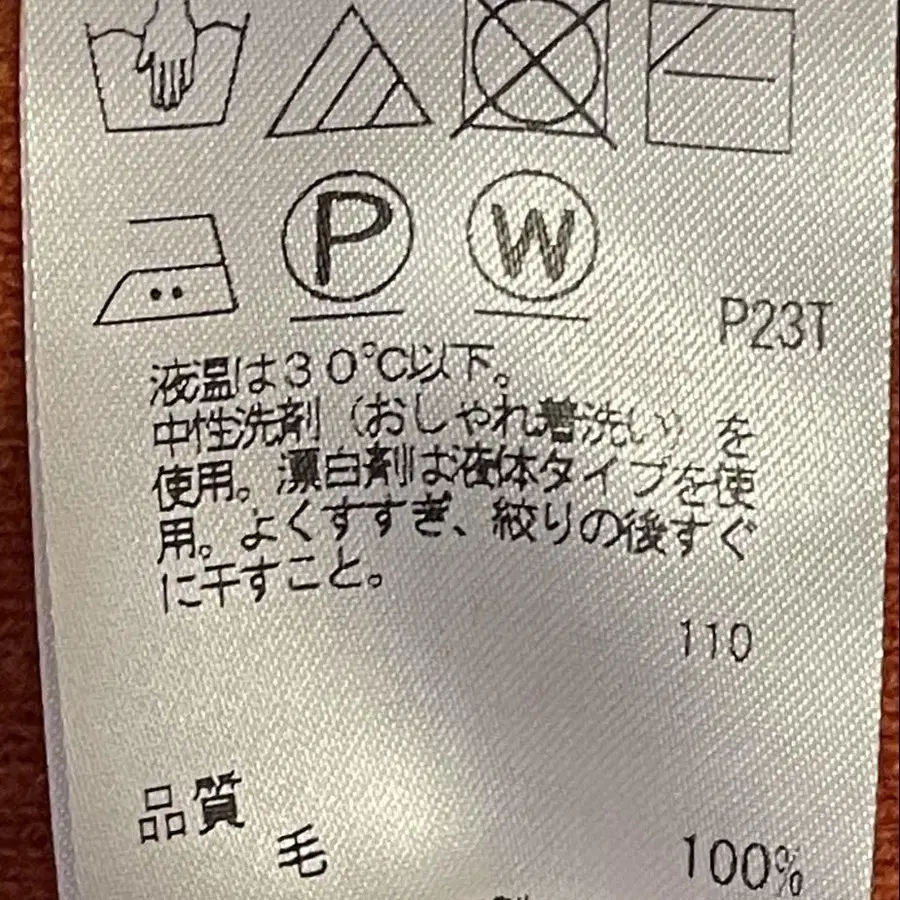 P
W
P23T
液温は30℃以下。
中性洗剤（おしゃれ着洗い）を
使用。漂白剤は液体タイプを使
用。よくすすぎ、絞りの後すぐ
に干すこと。
110
品質
毛 100%